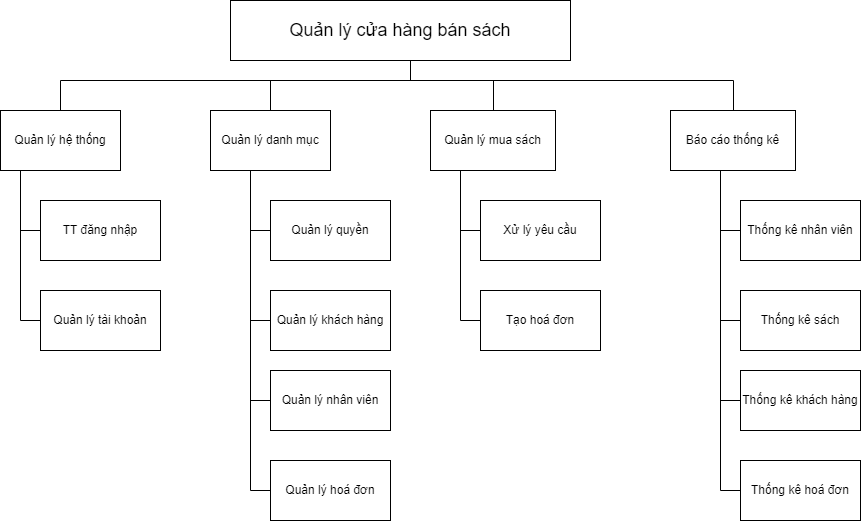 Quản lý cửa hàng bán sách
Quản lý hệ thống
Quản lý danh mục
Quản lý mua sách
Báo cáo thống kê
TT đăng nhập
Quản lý quyền
Xử lý yêu cầu
Thống kê nhân viên
Quản lý tài khoản
Quản lý khách hàng
Tạo hoá đơn
Thống kê sách
Quản lý nhân viên
Thống kê khách hàng
Quản lý hoá đơn
Thống kê hoá đơn